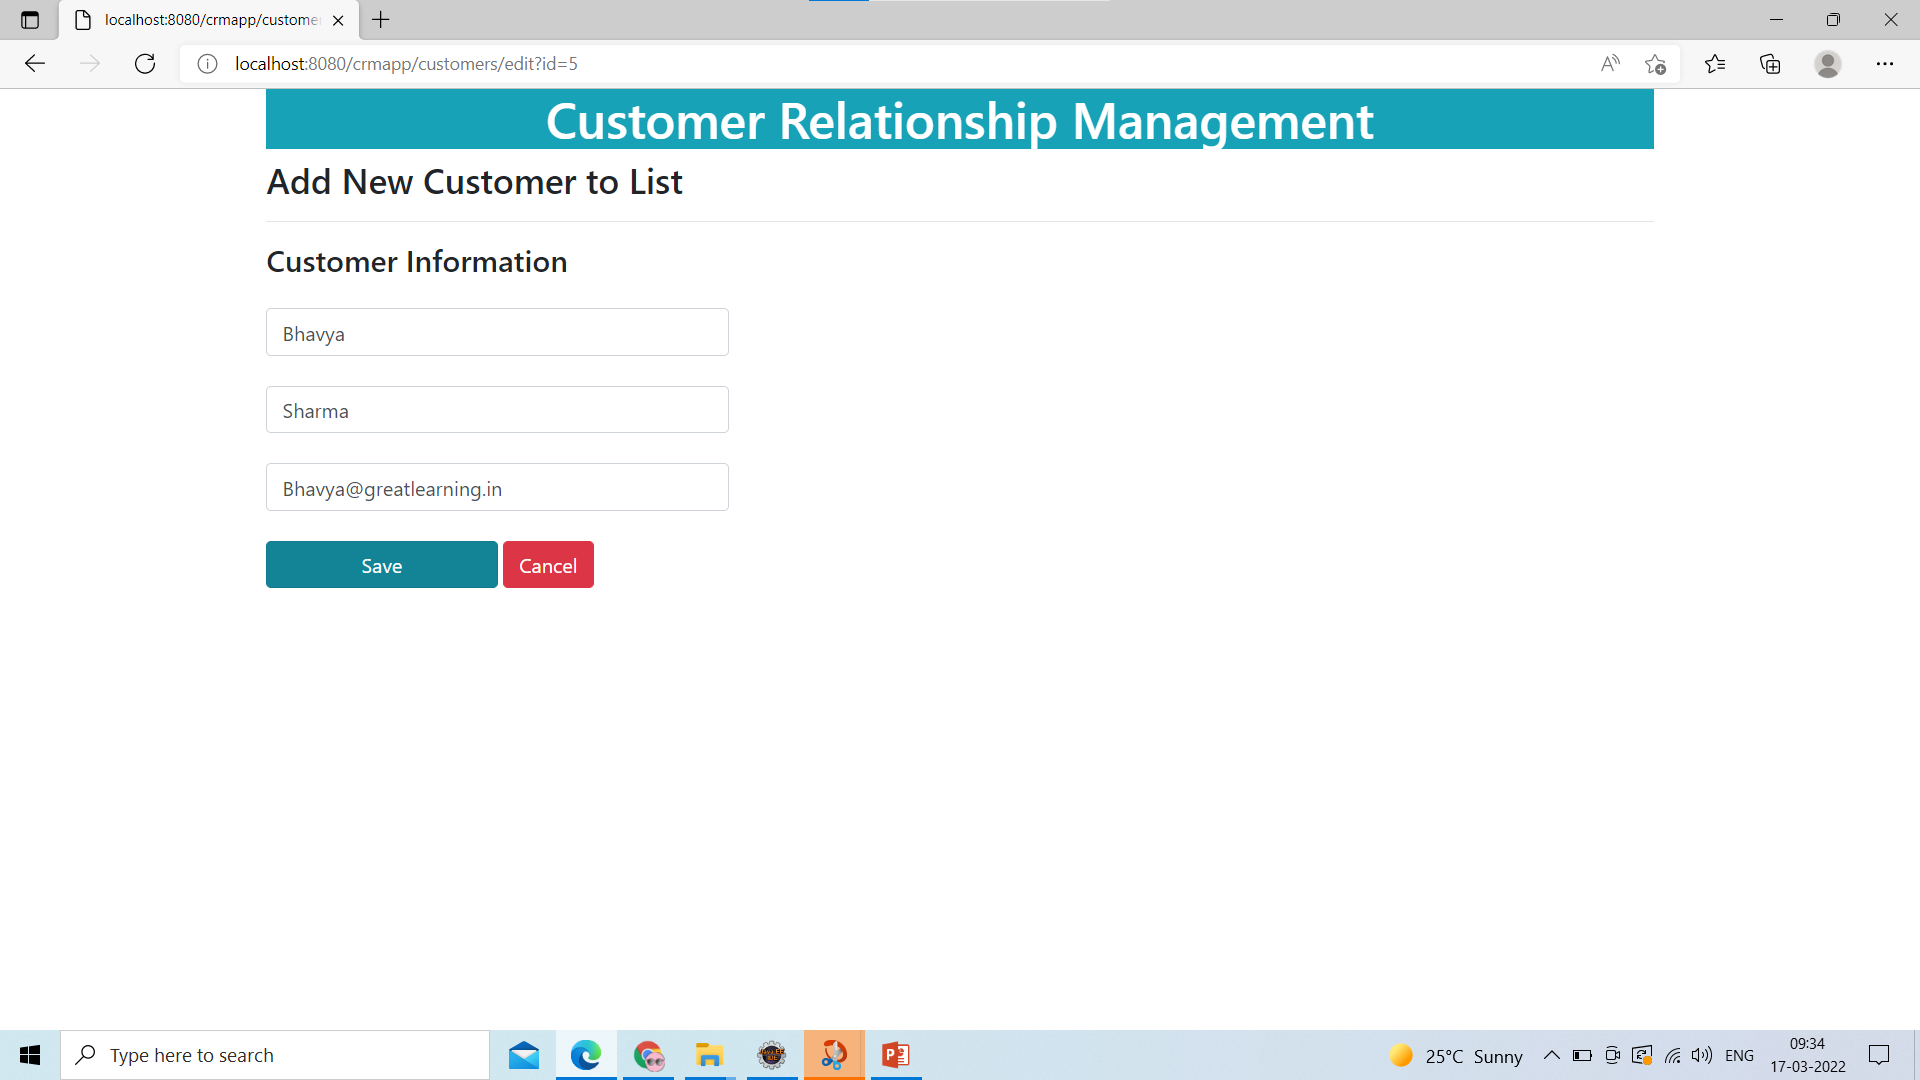 localhost:8080/crmapp/custome
localhost:8080/crmapp/customers/edit?id=5
Customer Relationship Management
Add New Customer to List
Customer Information
Bhavya
Sharma
Bhavya@greatlearning.in
Save Cancel
Type here to search
25°C Sunny
ENG
09:34
17-03-2022